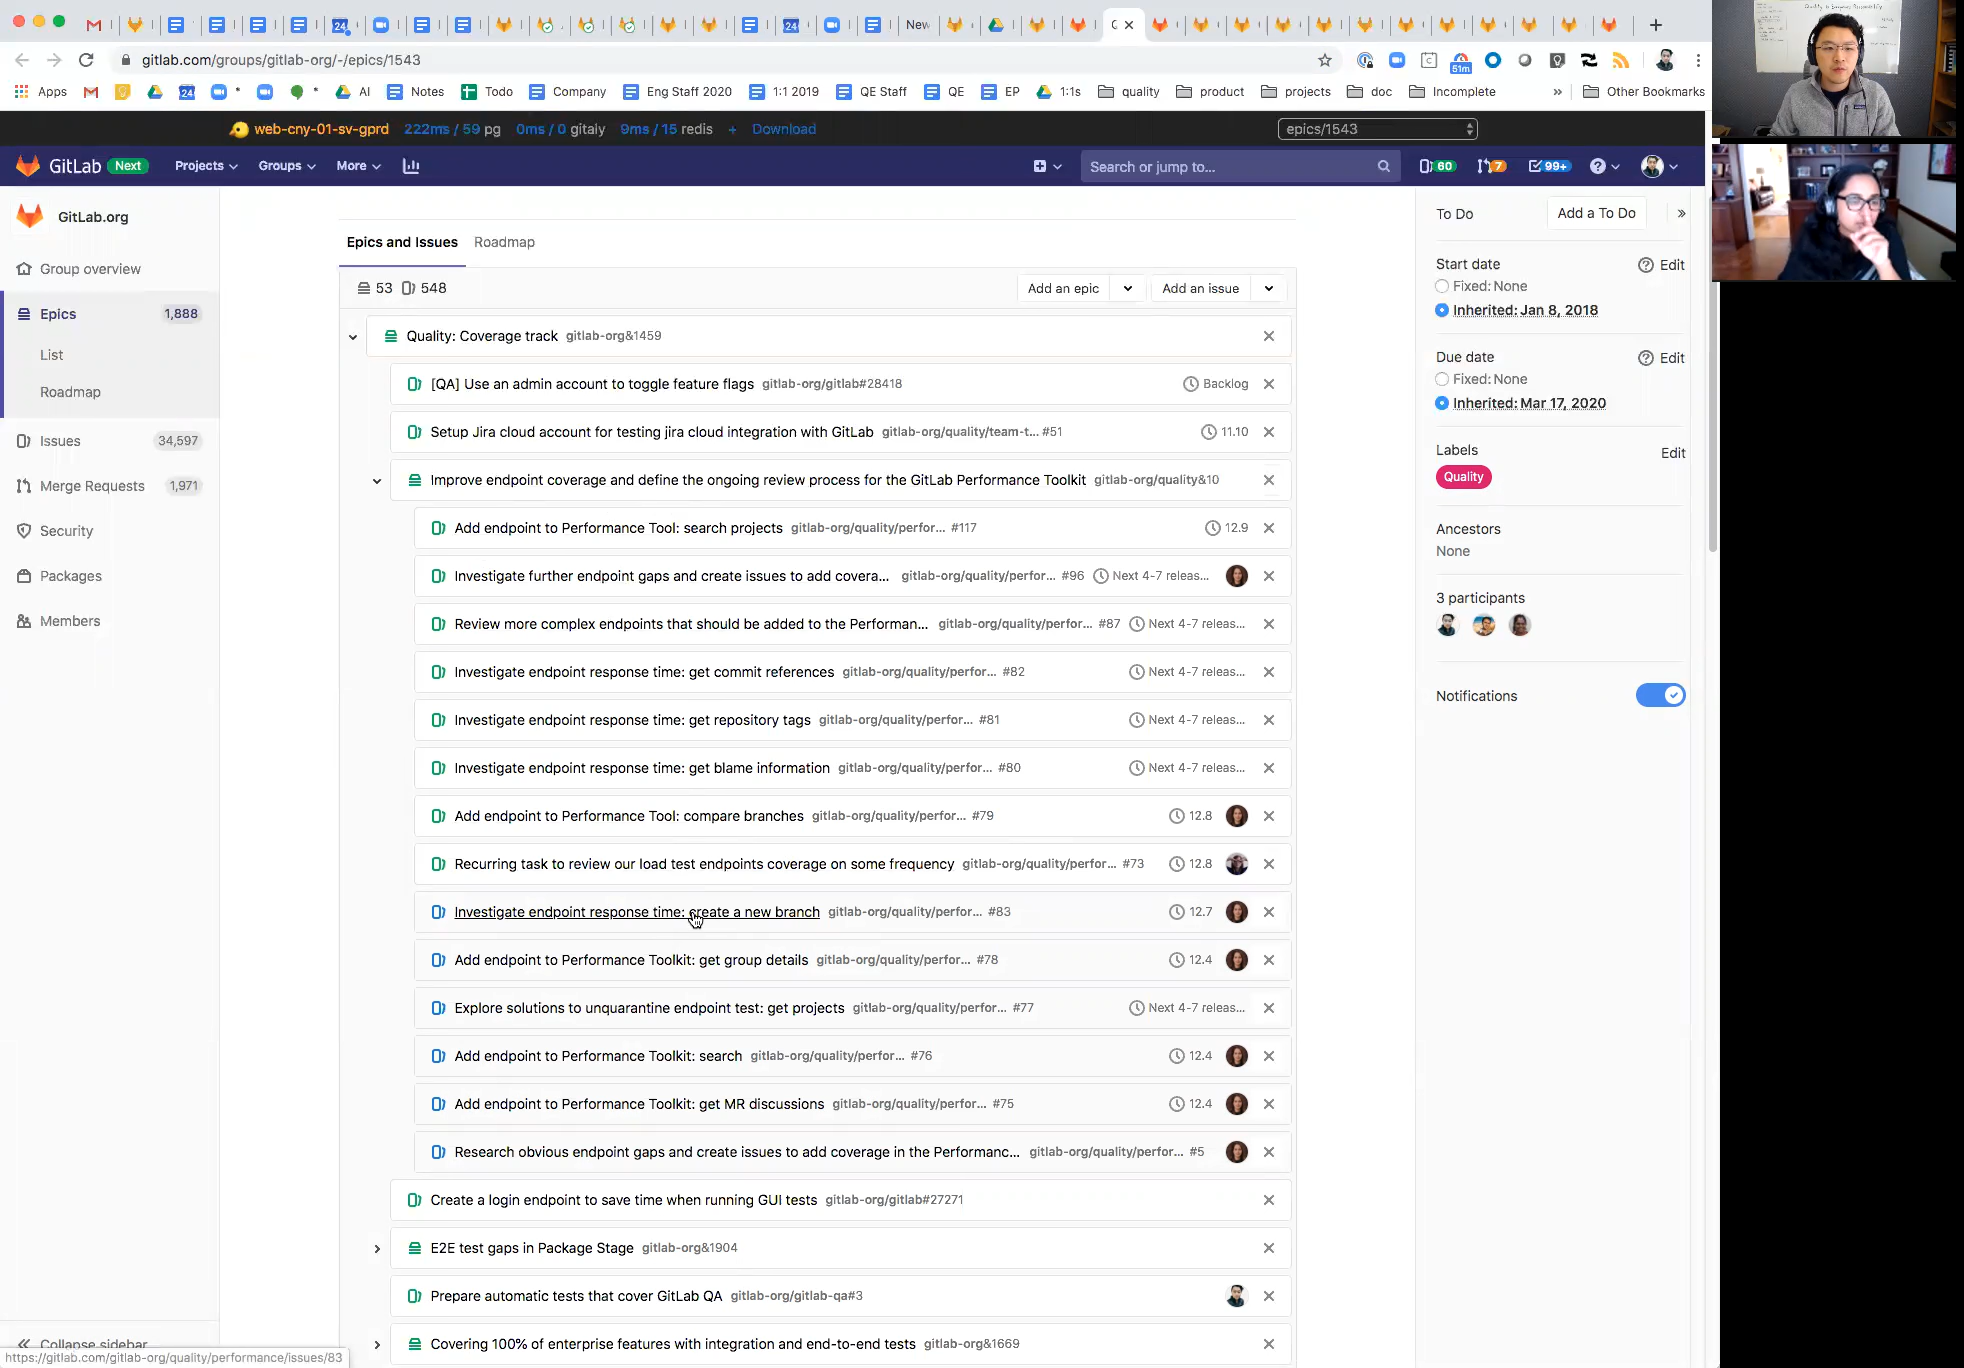 24
24
New
gitlab.com/groups/gitlab-org/-/epics/1543
51m
Apps
24
*
*
AI
Notes
Todo
Company
Eng Staff 2020
1:1 2019
QE Staff
QE
EP
1:1s
quality
product
projects
doc
Incomplete
»
Other Bookmarks
web-cny-01-sv-gprd 222ms / 59 pg 0ms / 0 gitaly 9ms / 15 redis + Download
epics/1543
GitLab Next Projects Groups More
Search or jump to...
60
7
99+
GitLab.org
Group overview
Epics 1,888
List
Roadmap
Issues 34,597
Merge Requests 1,971
Security
Packages
Members
Collapse sidebar
https://gitlab.com/gitlab-org/quality/performance/issues/83
Epics and Issues Roadmap
53 548
Add an epic
Add an issue
Quality: Coverage track gitlab-org&1459
[QA] Use an admin account to toggle feature flags gitlab-org/gitlab#28418 Backlog
Setup Jira cloud account for testing jira cloud integration with GitLab gitlab-org/quality/team-t... #51 11.10
Improve endpoint coverage and define the ongoing review process for the GitLab Performance Toolkit gitlab-org/quality&10
Add endpoint to Performance Tool: search projects gitlab-org/quality/perfor... #117 12.9
Investigate further endpoint gaps and create issues to add covera... gitlab-org/quality/perfor... #96 Next 4-7 releas...
Review more complex endpoints that should be added to the Performan... gitlab-org/quality/perfor... #87 Next 4-7 releas...
Investigate endpoint response time: get commit references gitlab-org/quality/perfor... #82 Next 4-7 releas...
Investigate endpoint response time: get repository tags gitlab-org/quality/perfor... #81 Next 4-7 releas...
Investigate endpoint response time: get blame information gitlab-org/quality/perfor... #80 Next 4-7 releas...
Add endpoint to Performance Tool: compare branches gitlab-org/quality/perfor... #79 12.8
Recurring task to review our load test endpoints coverage on some frequency gitlab-org/quality/perfor... #73 12.8
Investigate endpoint response time: create a new branch gitlab-org/quality/perfor... #83 12.7
Add endpoint to Performance Toolkit: get group details gitlab-org/quality/perfor... #78 12.4
Explore solutions to unquarantine endpoint test: get projects gitlab-org/quality/perfor... #77 Next 4-7 releas...
Add endpoint to Performance Toolkit: search gitlab-org/quality/perfor... #76 12.4
Add endpoint to Performance Toolkit: get MR discussions gitlab-org/quality/perfor... #75 12.4
Research obvious endpoint gaps and create issues to add coverage in the Performanc... gitlab-org/quality/perfor... #5
Create a login endpoint to save time when running GUI tests gitlab-org/gitlab#27271
E2E test gaps in Package Stage gitlab-org&1904
Prepare automatic tests that cover GitLab QA gitlab-org/gitlab-qa#3
Covering 100% of enterprise features with integration and end-to-end tests gitlab-org&1669
To Do
Add a To Do
»
Start date
Edit
Fixed: None
Inherited: Jan 8, 2018
Due date
Edit
Fixed: None
Inherited: Mar 17, 2020
Labels
Edit
Quality
Ancestors
None
3 participants
Notifications